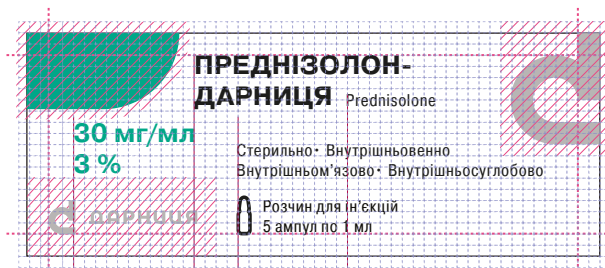 ПРЕДНІЗОЛОН-
ДАРНИЦЯ Prednisolone
30 мг/мл
3 %
Стерильно• Внутрішньовенно
Внутрішньом’язово• Внутрішньосуглобово
ДАРНИЦЯ
Розчин для ін’єкцій
5 ампул по 1 мл